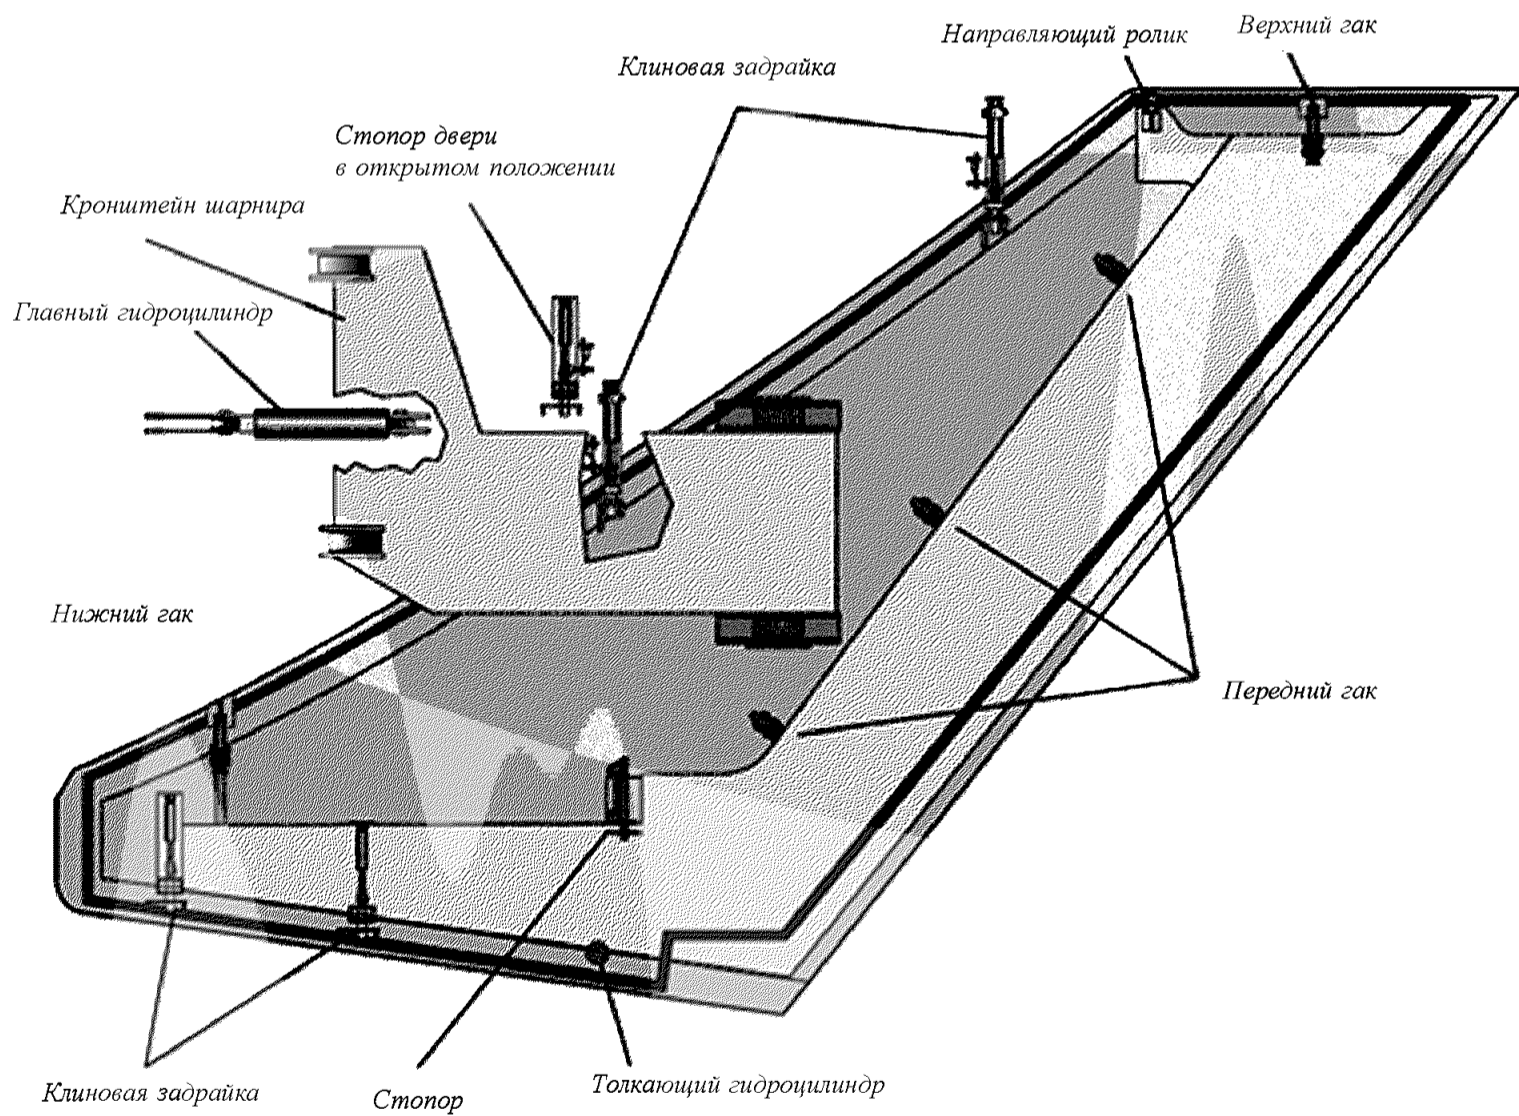 Направляющий ролик
Верхний гак
Клиновая задрайка
Стопор двери
в открытом положении
Кронштейн шарнира
Главный гидроцилиндр
Нижний гак
Передний гак
Клиновая задрайка
Стопор
Толкающий гидроцилиндр